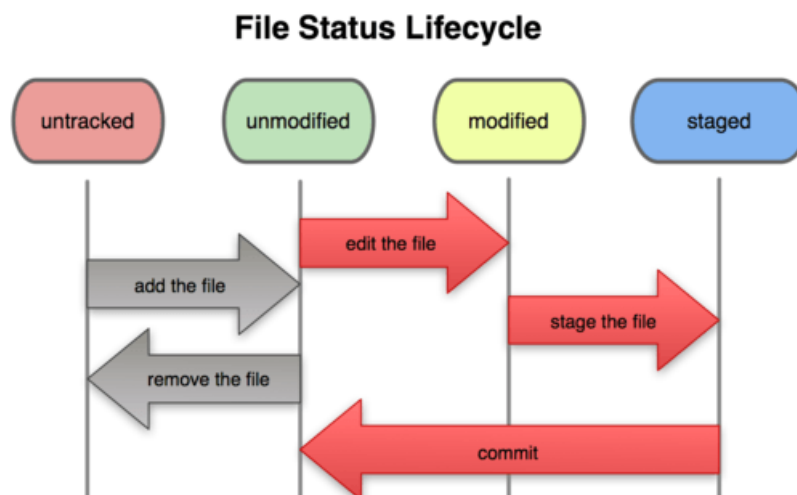 File Status Lifecycle
untracked
unmodified
modified
staged
edit the file
add the file
stage the file
remove the file
commit